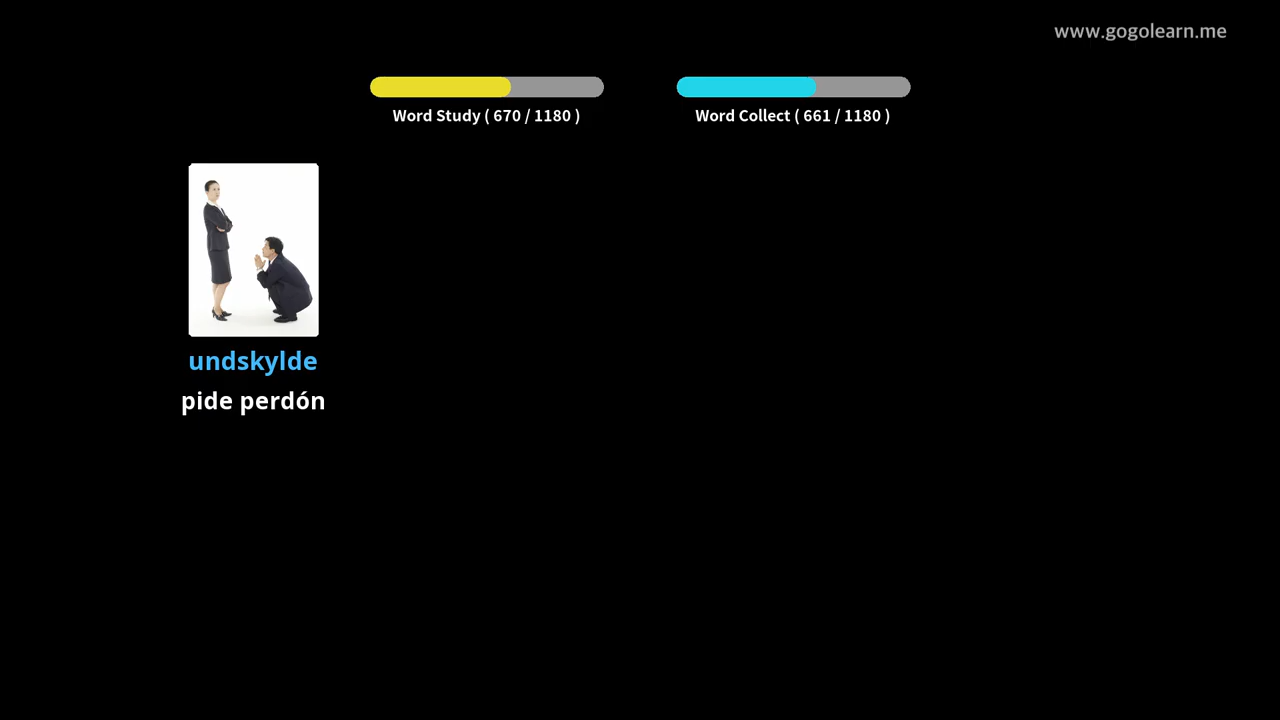 www.gogolearn.me
Word Study ( 670 / 1180 )
Word Collect ( 661 / 1180 )
undskylde
pide perdón